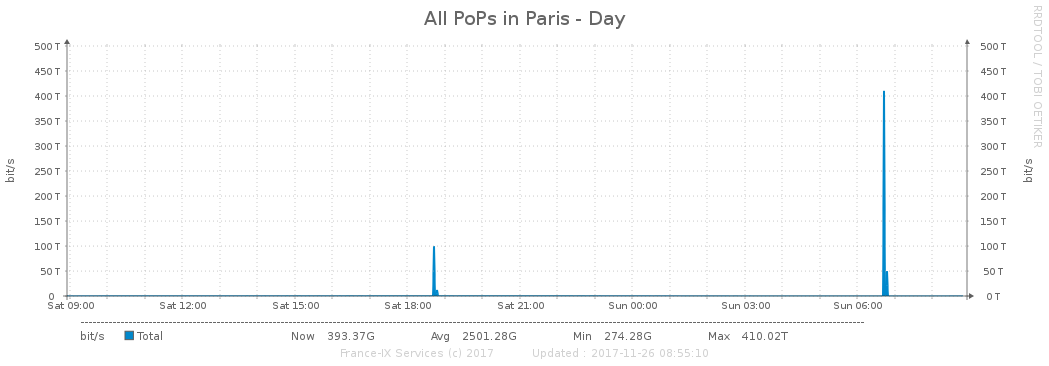 All PoPs in Paris - Day
RRDTOOL / TOBI OETIKER
500 T 500 T
450 T 450 T
400 T 400 T
350 T 350 T
300 T 300 T
250 T 250 T
200 T 200 T
150 T 150 T
100 T 100 T
50 T 50 T
0 0 T
bit/s bit/s
Sat 09:00 Sat 12:00 Sat 15:00 Sat 18:00 Sat 21:00 Sun 00:00 Sun 03:00 Sun 06:00
bit/s Total Now 393.37G Avg 2501.28G Min 274.28G Max 410.02T
France-IX Services (c) 2017 Updated : 2017-11-26 08:55:10